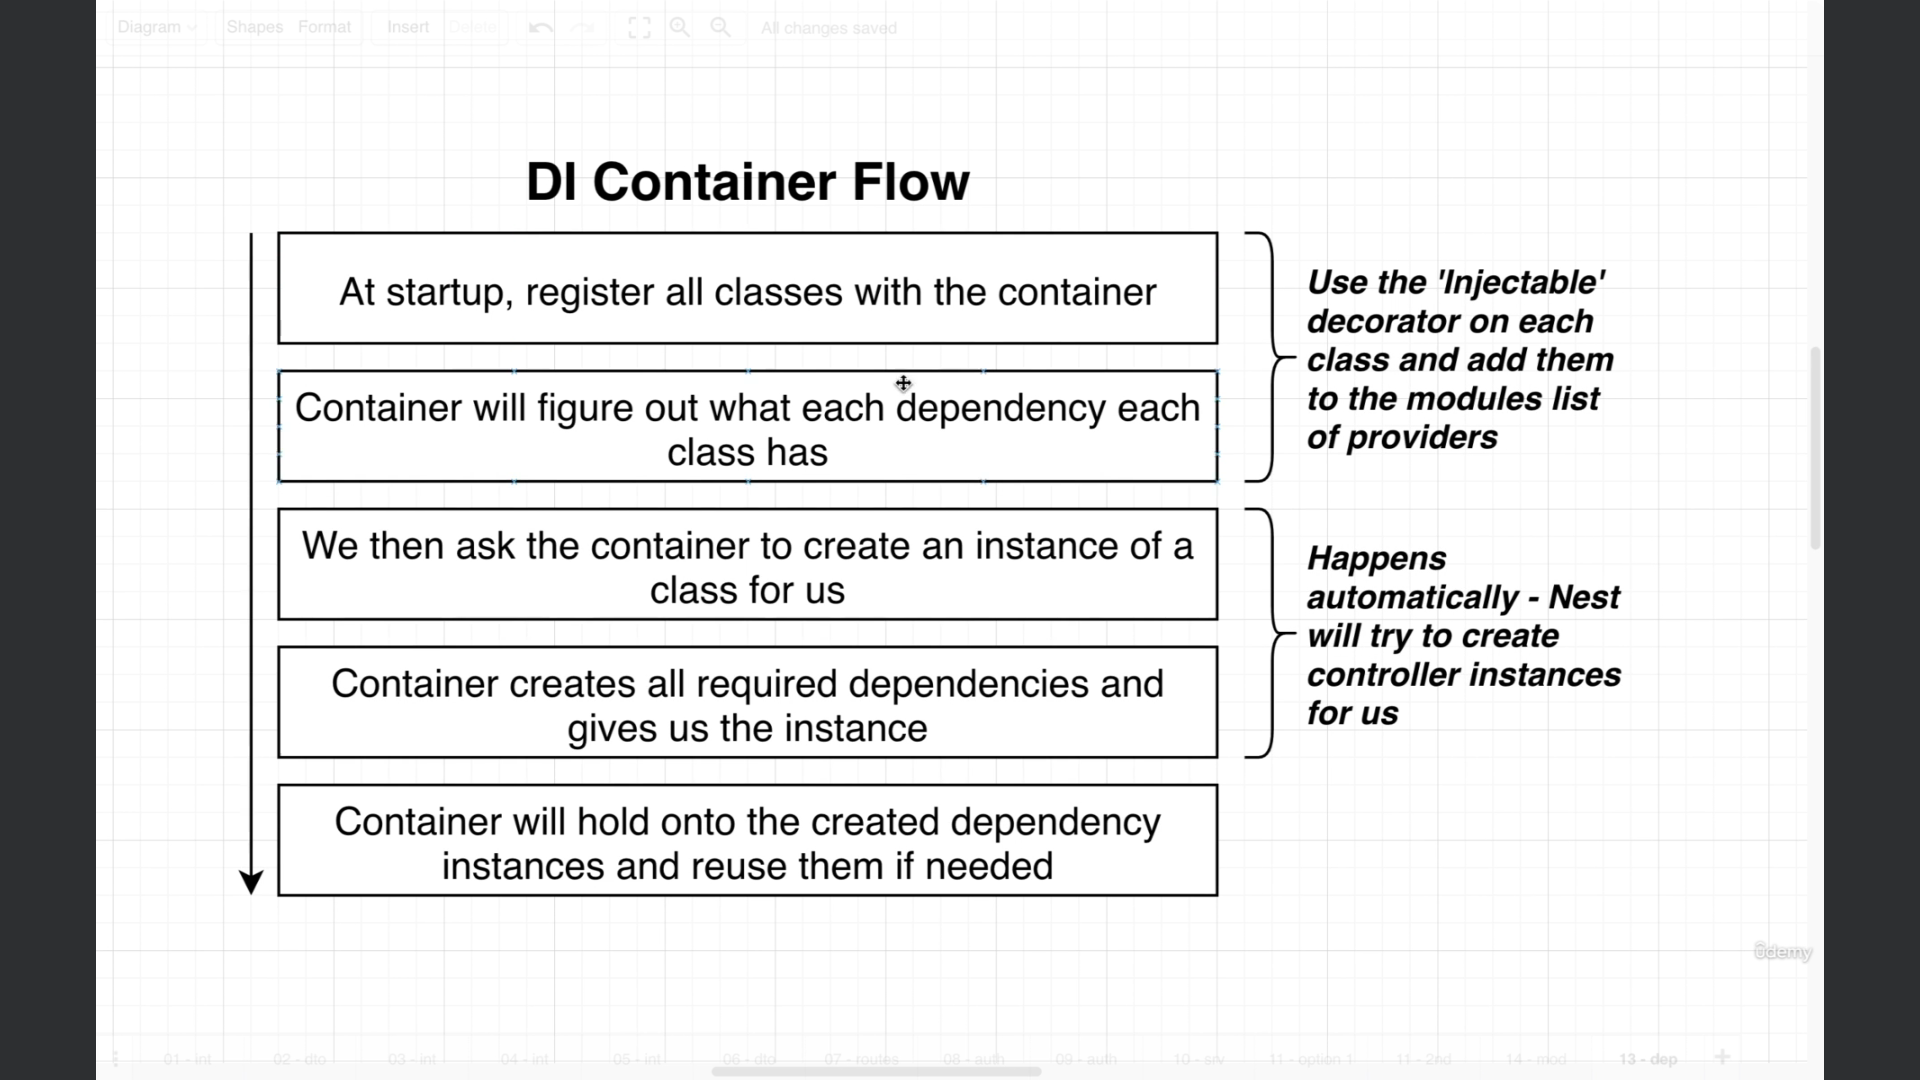 Diagram
Shapes
Format
Insert
Delete
All changes saved
DI Container Flow
At startup, register all classes with the container
Container will figure out what each dependency each
class has
We then ask the container to create an instance of a
class for us
Container creates all required dependencies and
gives us the instance
Container will hold onto the created dependency
instances and reuse them if needed
Use the 'Injectable'
decorator on each
class and add them
to the modules list
of providers
Happens
automatically - Nest
will try to create
controller instances
for us
ûdemy
01 - int
02 - dto
03 - int
04 - int
05 - int
06 - dto
07 - routes
08 - auth
09 - auth
10 - srv
11 - option 1
11 - 2nd
14 - mod
13 - dep